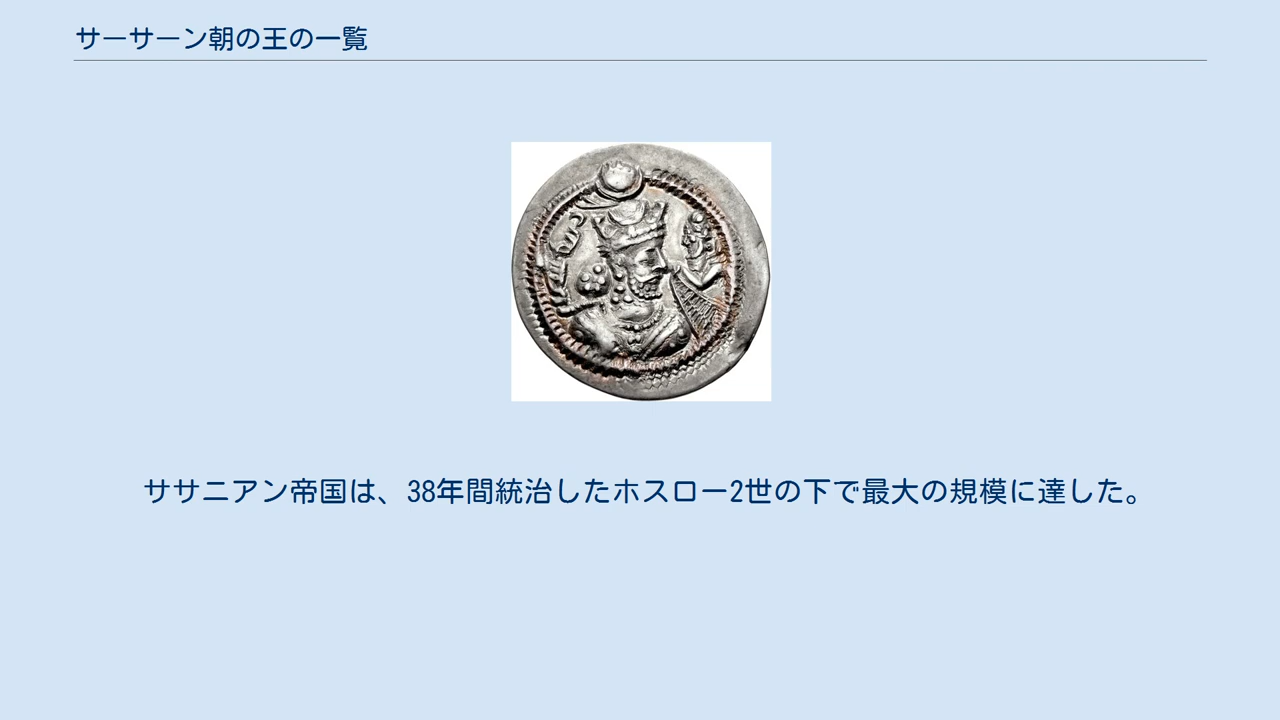 サーサーン朝の王の一覧
ササニアン帝国は、38年間統治したホスロー2世の下で最大の規模に達した。